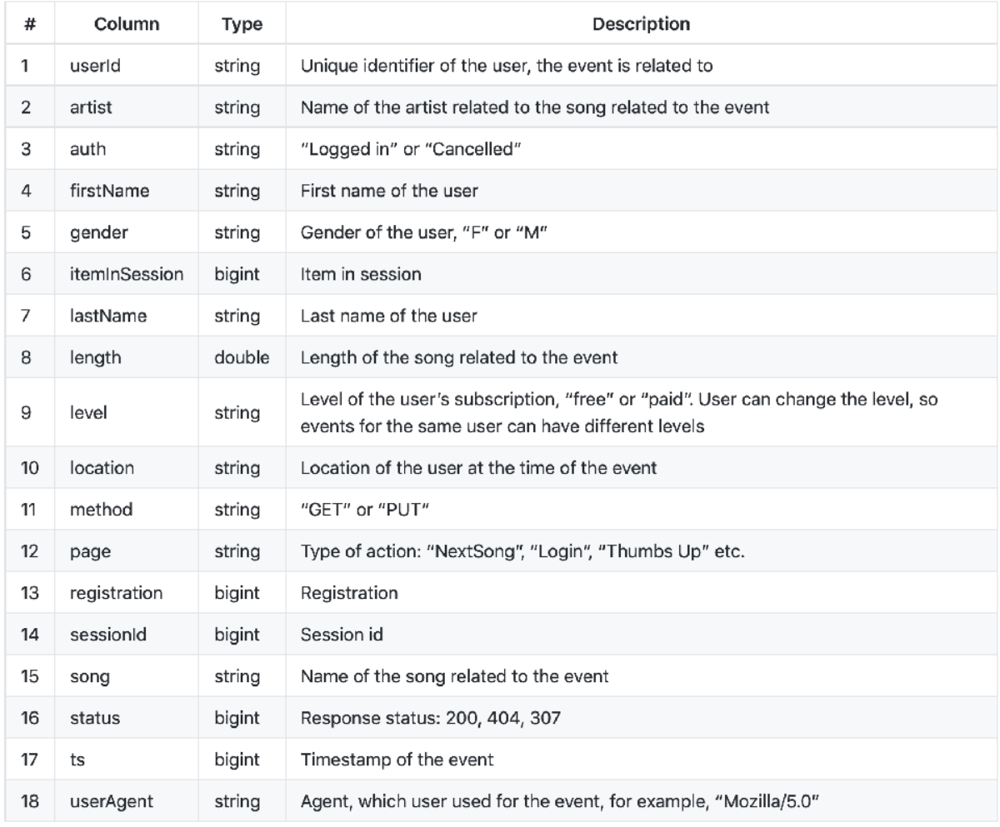 # Column Type Description
1 userId string Unique identifier of the user, the event is related to
2 artist string Name of the artist related to the song related to the event
3 auth string “Logged in” or “Cancelled”
4 firstName string First name of the user
5 gender string Gender of the user, “F” or “M”
6 itemInSession bigint Item in session
7 lastName string Last name of the user
8 length double Length of the song related to the event
9 level string Level of the user’s subscription, “free” or “paid”. User can change the level, so
events for the same user can have different levels
10 location string Location of the user at the time of the event
11 method string “GET” or “PUT”
12 page string Type of action: “NextSong”, “Login”, “Thumbs Up” etc.
13 registration bigint Registration
14 sessionId bigint Session id
15 song string Name of the song related to the event
16 status bigint Response status: 200, 404, 307
17 ts bigint Timestamp of the event
18 userAgent string Agent, which user used for the event, for example, “Mozilla/5.0”